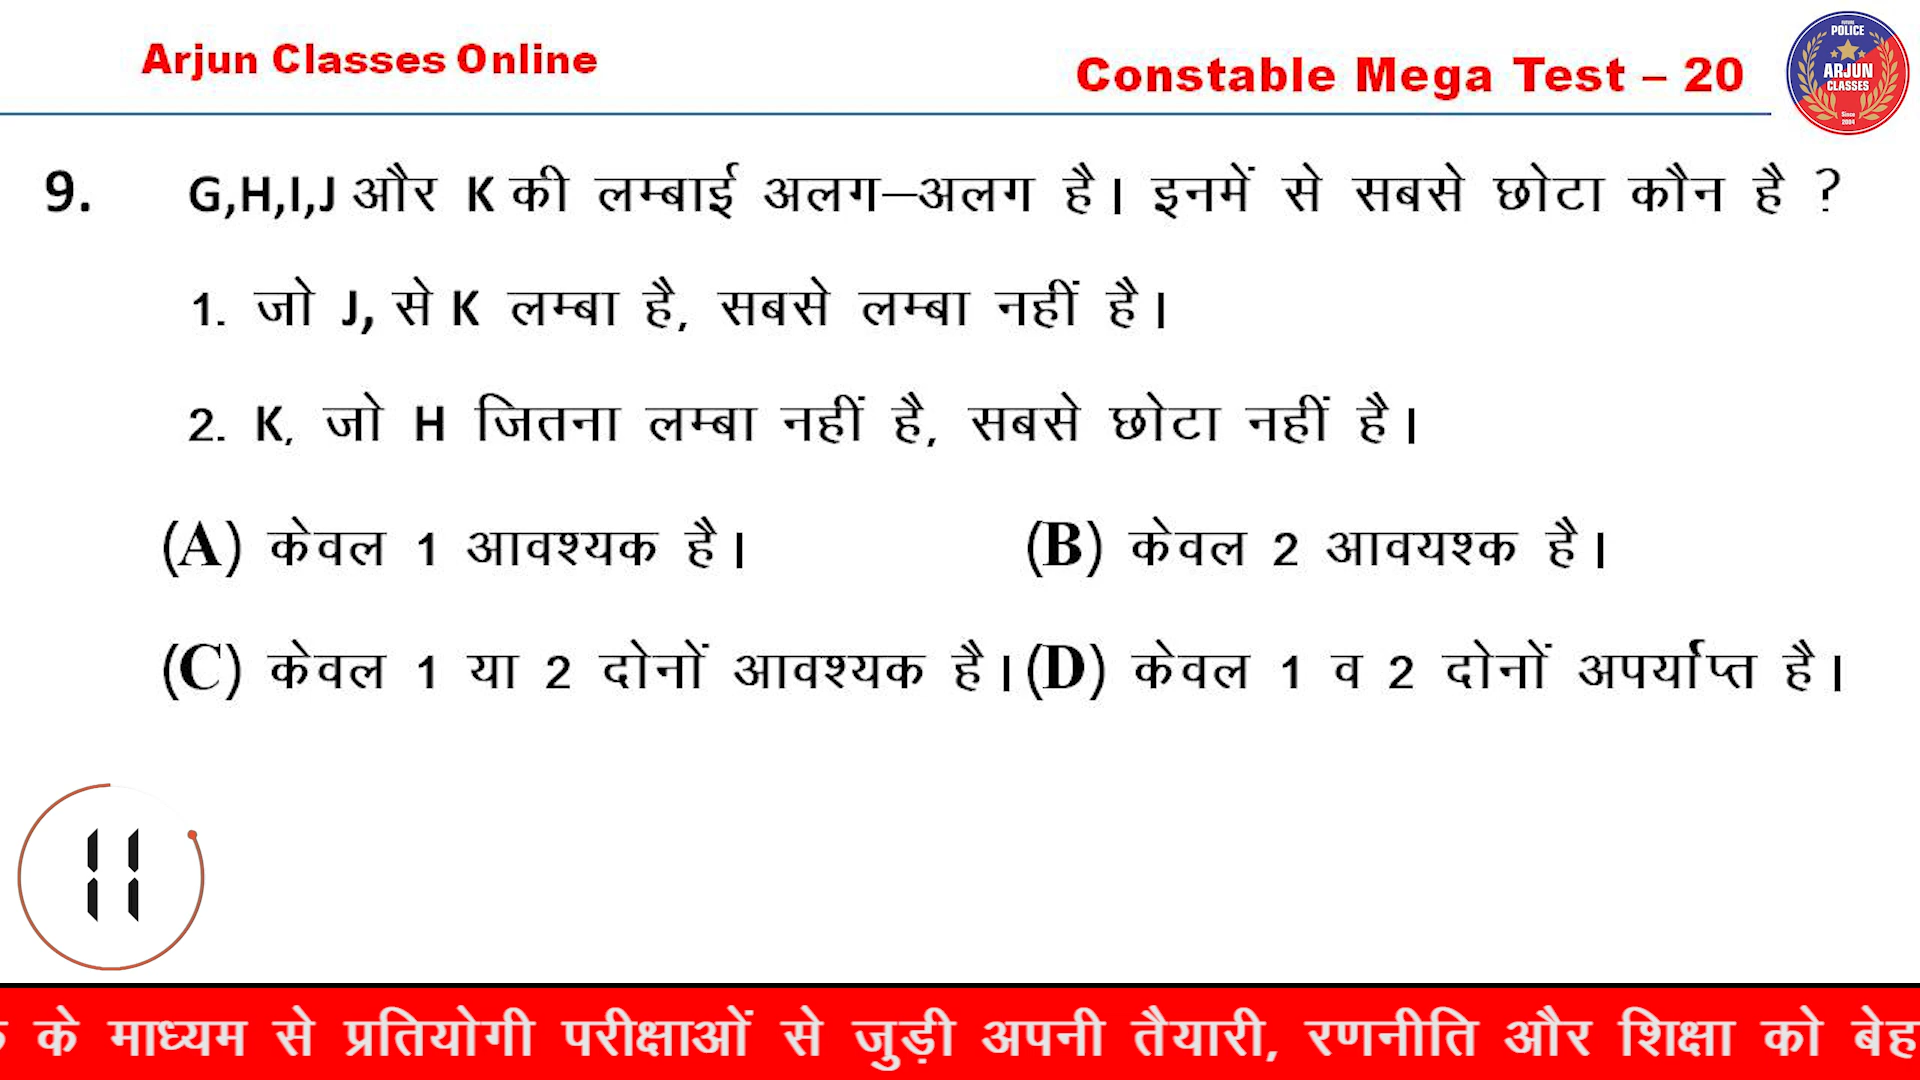 Arjun Classes Online
Constable Mega Test – 20
POLICE
ARJUN
CLASSES
Since
2004
9. G,H,I,J और K की लम्बाई अलग–अलग है। इनमें से सबसे छोटा कौन है ?
1. जो J, से K लम्बा है, सबसे लम्बा नहीं है।
2. K, जो H जितना लम्बा नहीं है, सबसे छोटा नहीं है।
(A) केवल 1 आवश्यक है।
(B) केवल 2 आवयश्क है।
(C) केवल 1 या 2 दोनों आवश्यक है।
(D) केवल 1 व 2 दोनों अपर्याप्त है।
11
के माध्यम से प्रतियोगी परीक्षाओं से जुड़ी अपनी तैयारी, रणनीति और शिक्षा को